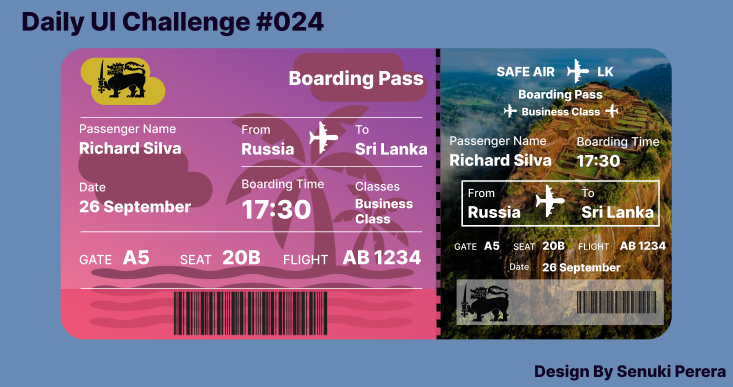 Daily UI Challenge #024
Boarding Pass
Passenger Name
Richard Silva
From
Russia
To
Sri Lanka
Date
26 September
Boarding Time
17:30
Classes
Business
Class
GATE A5 SEAT 20B FLIGHT AB 1234
SAFE AIR LK
Boarding Pass
Business Class
Passenger Name
Richard Silva
Boarding Time
17:30
From
Russia
To
Sri Lanka
GATE A5 SEAT 20B FLIGHT AB 1234
Date 26 September
Design By Senuki Perera